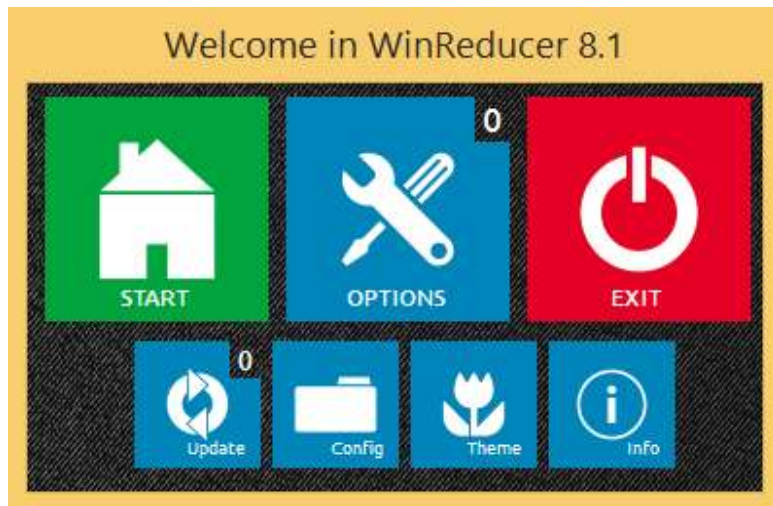 Welcome in WinReducer 8.1
0
START
OPTIONS
EXIT
0
Update
Config
Theme
Info